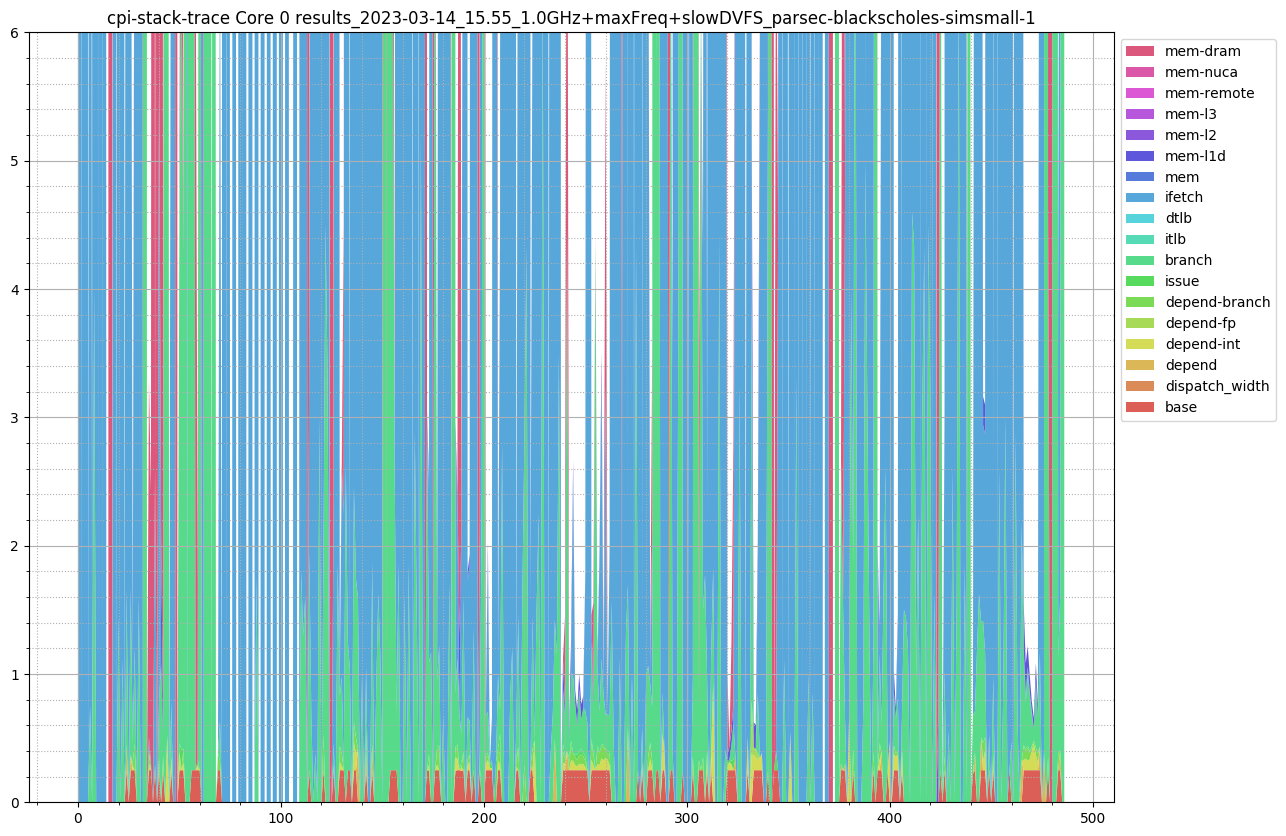 cpi-stack-trace Core 0 results_2023-03-14_15.55_1.0GHz+maxFreq+slowDVFS_parsec-blackscholes-simsmall-1
6
5
4
3
2
1
0
0
100
200
300
400
500
mem-dram
mem-nuca
mem-remote
mem-l3
mem-l2
mem-l1d
mem
ifetch
dtlb
itlb
branch
issue
depend-branch
depend-fp
depend-int
depend
dispatch_width
base